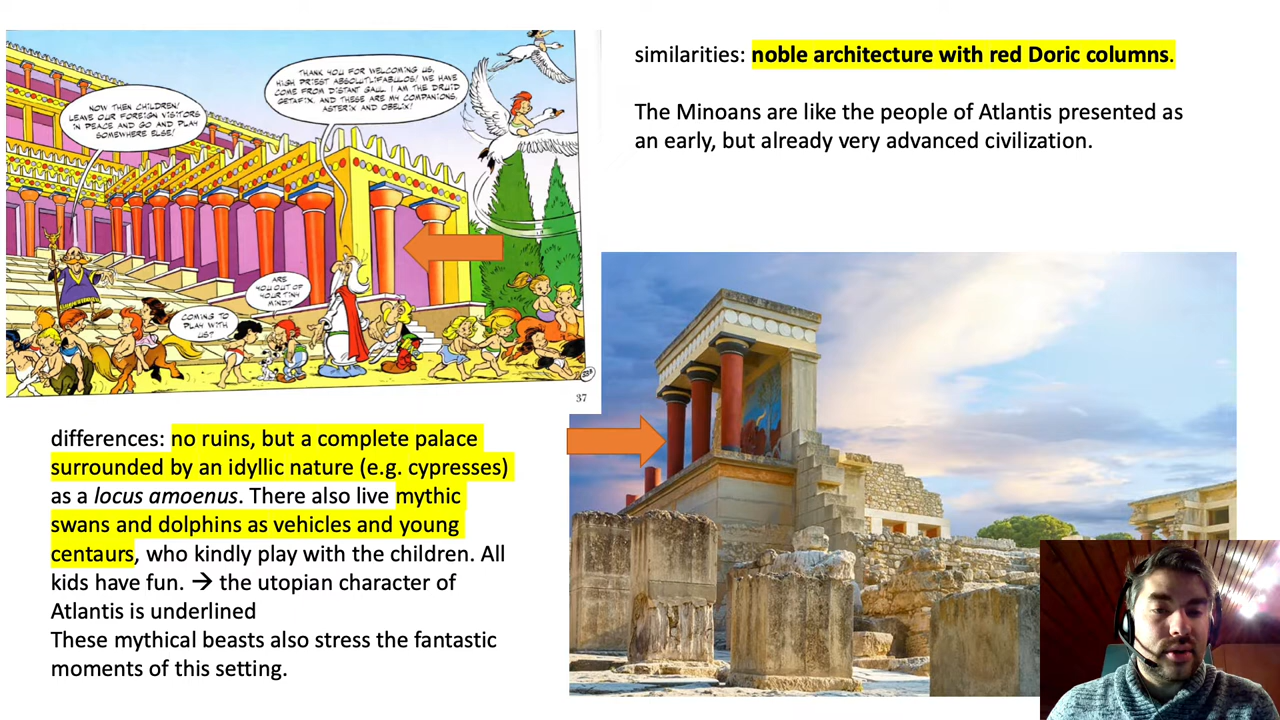 NOW THEN CHILDREN!
LEAVE OUR FOREIGN VISITORS
IN PEACE AND GO AND PLAY
SOMEWHERE ELSE!
THANK YOU FOR WELCOMING US,
HIGH PRIEST ABSOLUTLIFABULOS! WE HAVE
COME FROM DISTANT GAUL. I AM THE DRUID
GETAFIX, AND THESE ARE MY COMPANIONS,
ASTERIX AND OBELIX!
ARE
YOU OUT OF
YOUR TINY
MIND?
COMING TO
PLAY WITH
US?
37
similarities: noble architecture with red Doric columns.
The Minoans are like the people of Atlantis presented as
an early, but already very advanced civilization.
differences: no ruins, but a complete palace
surrounded by an idyllic nature (e.g. cypresses)
as a locus amoenus. There also live mythic
swans and dolphins as vehicles and young
centaurs, who kindly play with the children. All
kids have fun. → the utopian character of
Atlantis is underlined
These mythical beasts also stress the fantastic
moments of this setting.